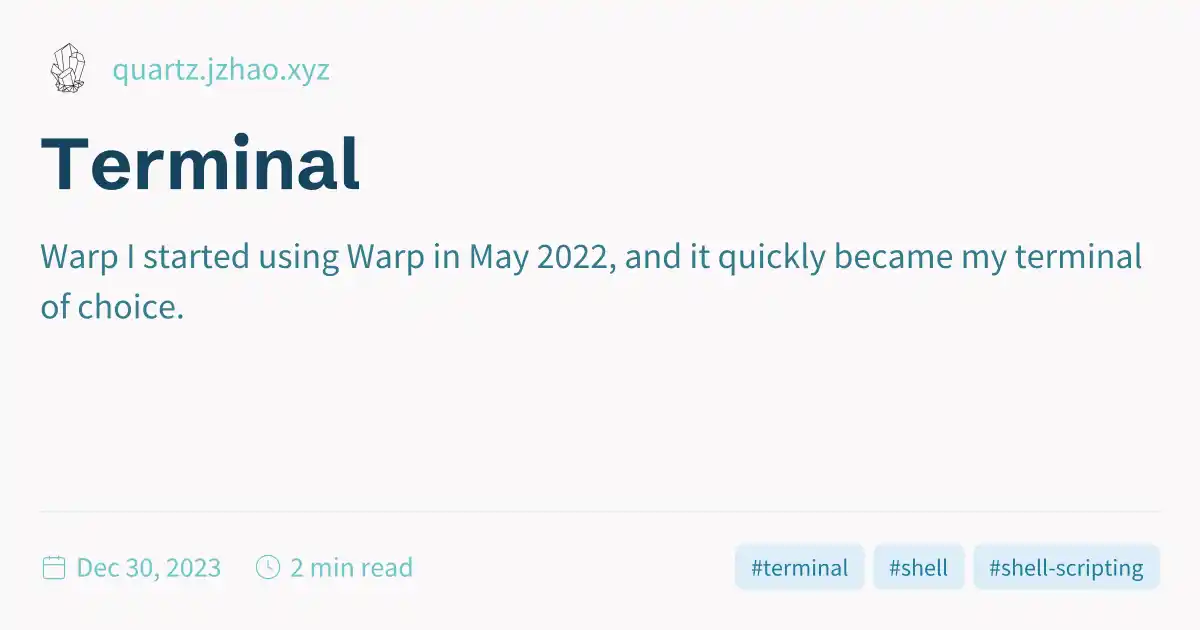 quartz.jzhao.xyz
Terminal
Warp I started using Warp in May 2022, and it quickly became my terminal
of choice.
Dec 30, 2023 2 min read #terminal #shell #shell-scripting